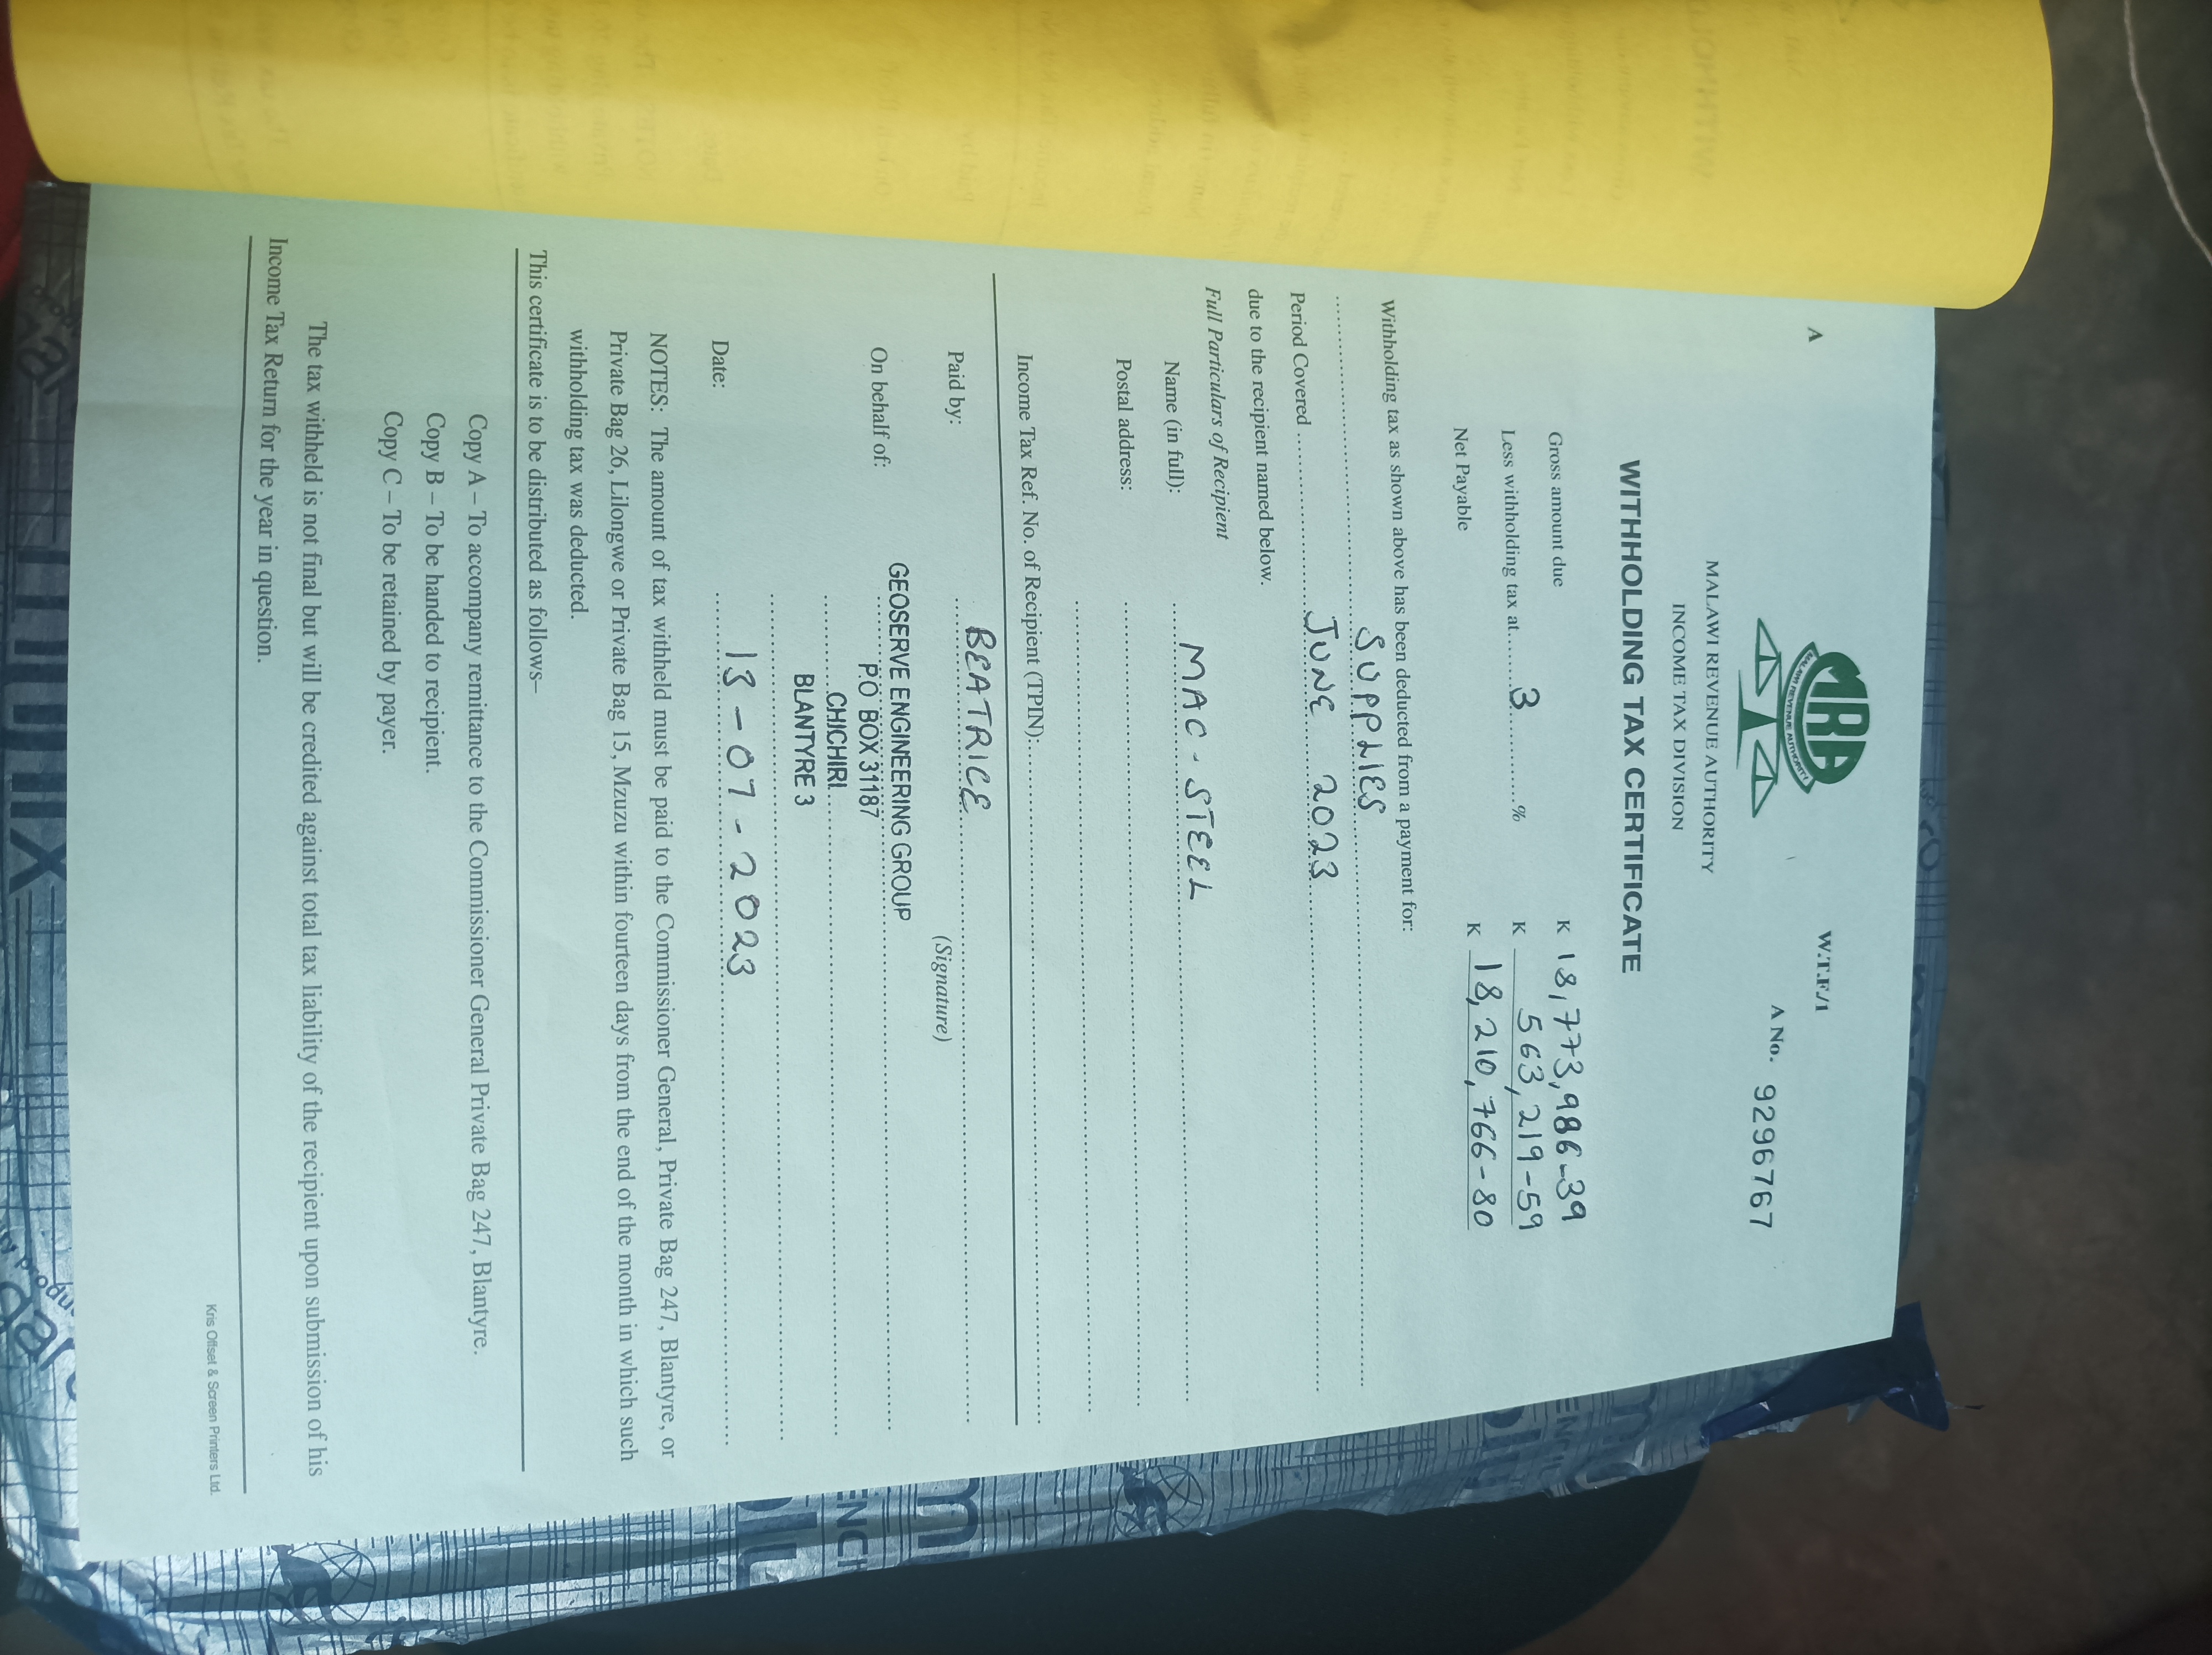 A
W.T.F./1
A No. 9296767
MRA
MALAWI REVENUE AUTHORITY
MALAWI REVENUE AUTHORITY
INCOME TAX DIVISION
WITHHOLDING TAX CERTIFICATE
Gross amount due K 18,773,986-39
Less withholding tax at.......3..........% K 563,219-59
Net Payable K 18,210,766-80
Withholding tax as shown above has been deducted from a payment for:
SUPPLIES
Period Covered JUNE 2023
due to the recipient named below.
Full Particulars of Recipient
Name (in full): MAC-STEEL
Postal address:
Income Tax Ref. No. of Recipient (TPIN):
Paid by: BEATRICE
(Signature)
On behalf of: GEOSERVE ENGINEERING GROUP
P.O BOX 31187
CHICHIRI
BLANTYRE 3
Date: 13-07-2023
NOTES: The amount of tax withheld must be paid to the Commissioner General, Private Bag 247, Blantyre, or
Private Bag 26, Lilongwe or Private Bag 15, Mzuzu within fourteen days from the end of the month in which such
withholding tax was deducted.
This certificate is to be distributed as follows–
Copy A – To accompany remittance to the Commissioner General Private Bag 247, Blantyre.
Copy B – To be handed to recipient.
Copy C – To be retained by payer.
The tax withheld is not final but will be credited against total tax liability of the recipient upon submission of his
Income Tax Return for the year in question.
Kris Offset & Screen Printers Ltd.